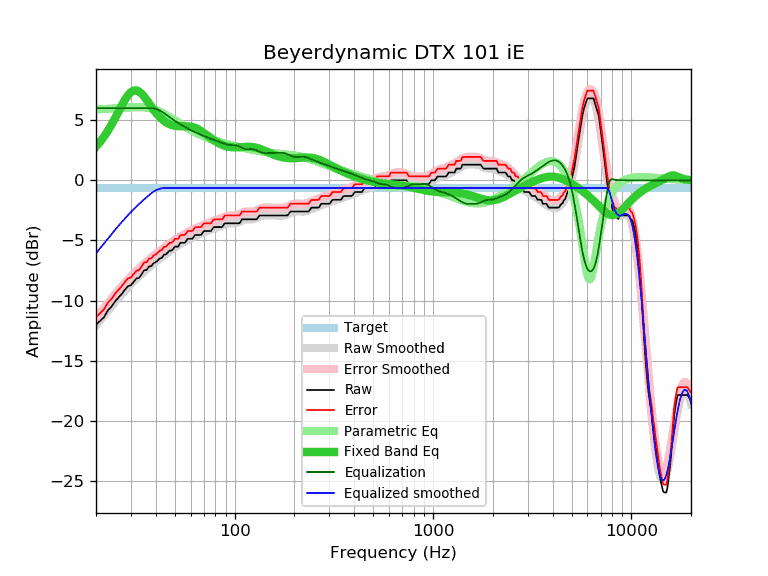 Beyerdynamic DTX 101 iE
5
0
−5
−10
−15
−20
−25
Amplitude (dBr)
Target
Raw Smoothed
Error Smoothed
Raw
Error
Parametric Eq
Fixed Band Eq
Equalization
Equalized smoothed
100
1000
10000
Frequency (Hz)